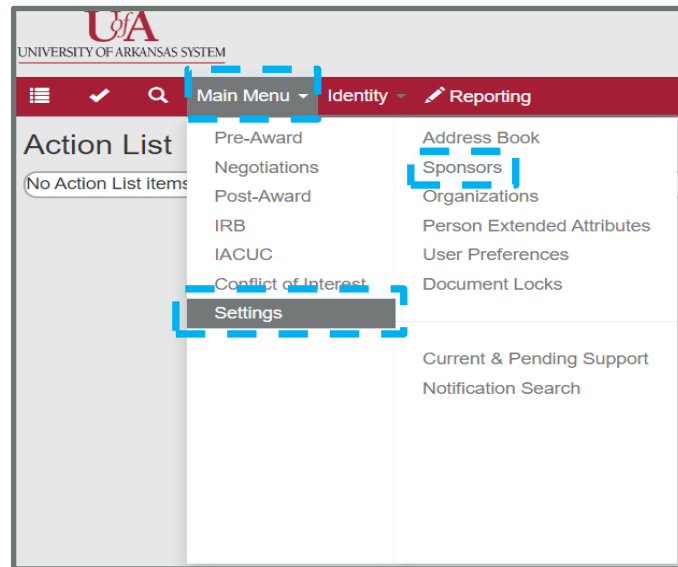 UofA
UNIVERSITY OF ARKANSAS SYSTEM
Main Menu Identity Reporting
Action List
No Action List items
Pre-Award
Negotiations
Post-Award
IRB
IACUC
Conflict of Interest
Settings
Address Book
Sponsors
Organizations
Person Extended Attributes
User Preferences
Document Locks
Current & Pending Support
Notification Search